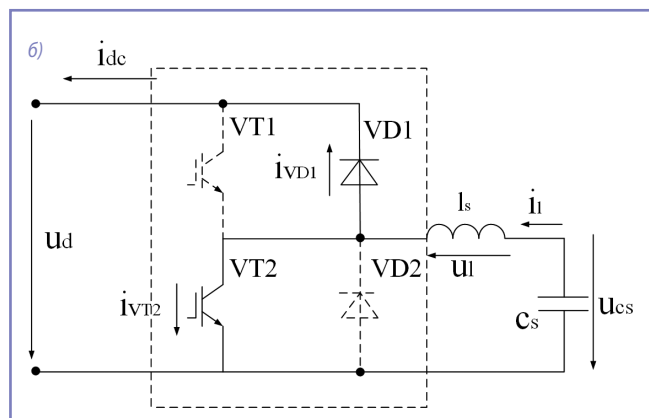 б)
idc
VT1
VD1
iVD1
ls
il
ud
VT2
VD2
ul
iVT2
cs
ucs